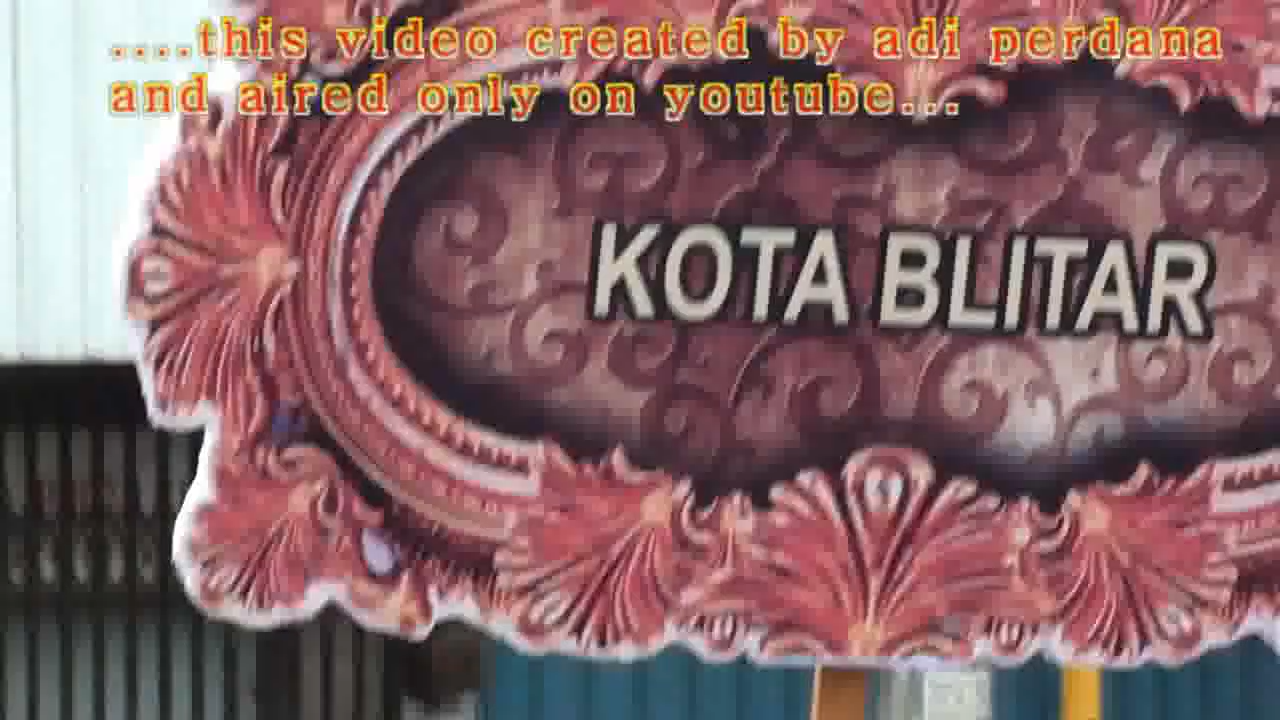 ....this video created by adi perdana
and aired only on youtube...
KOTA BLITAR